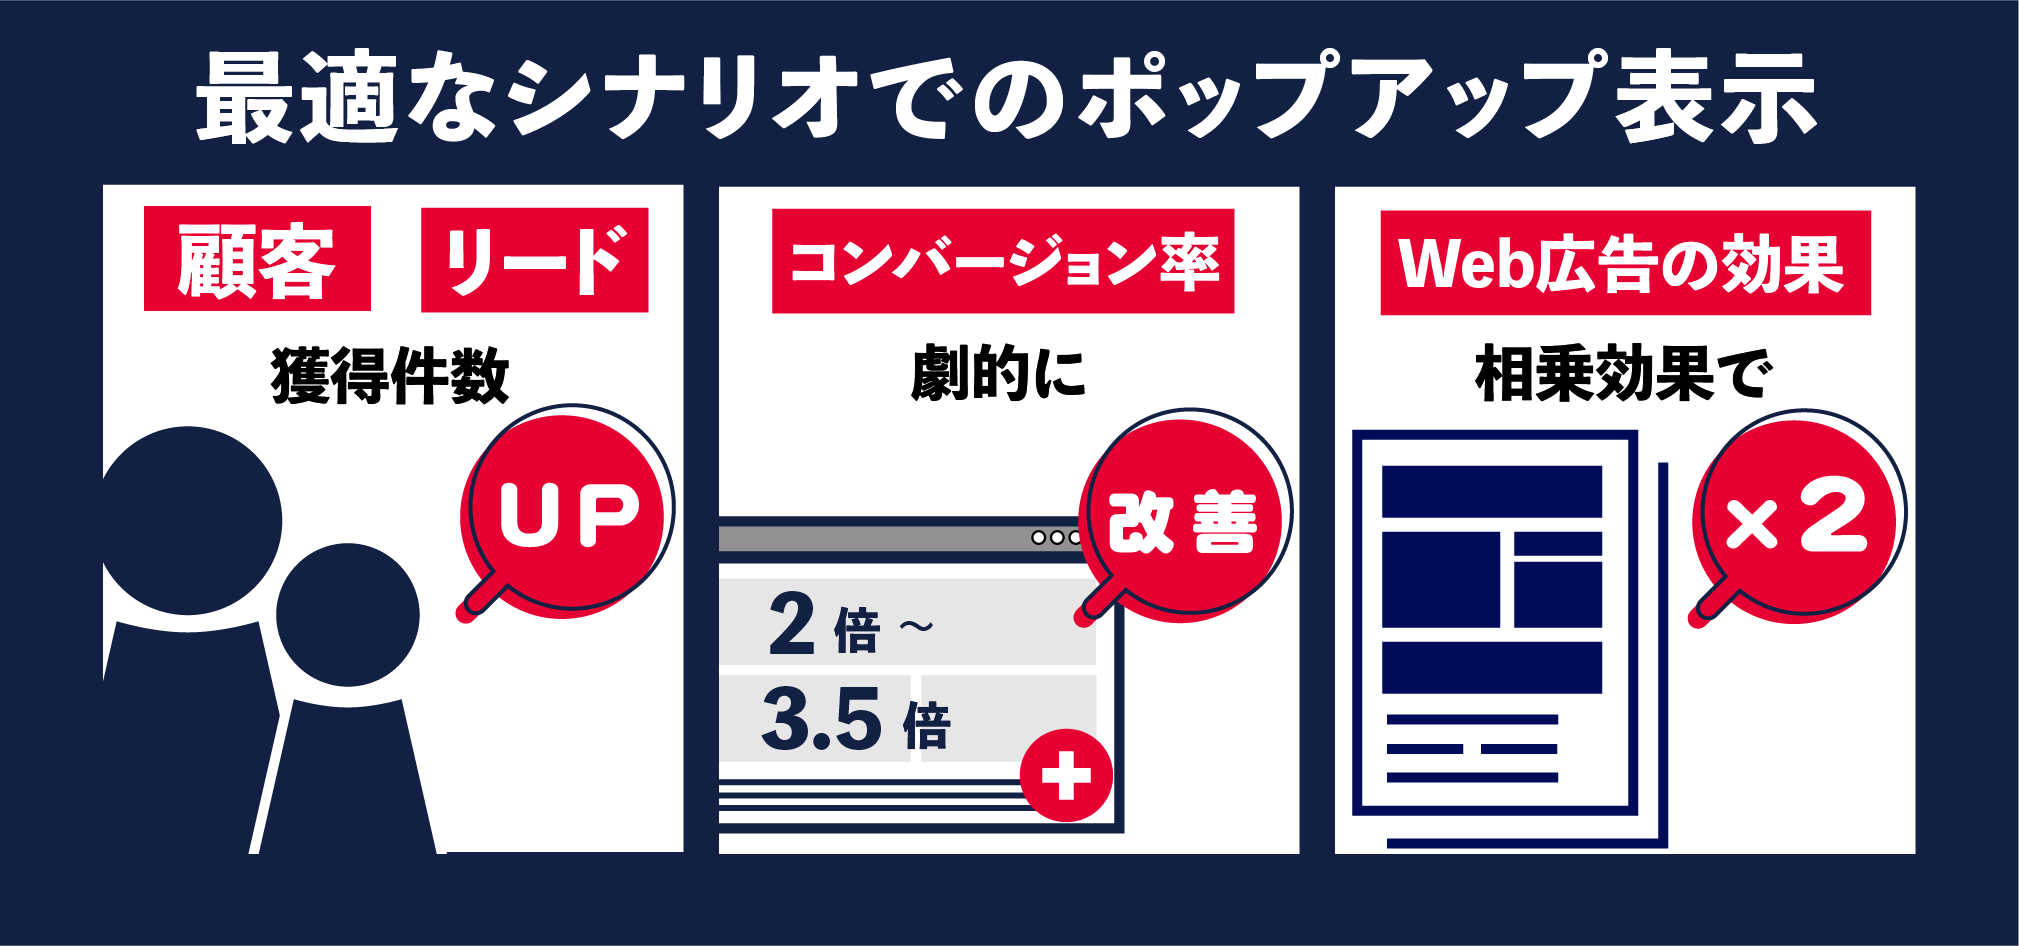 最適なシナリオでのポップアップ表示
顧客 リード
獲得件数
UP
コンバージョン率
劇的に
改善
2倍～
3.5倍
Web広告の効果
相乗効果で
×2